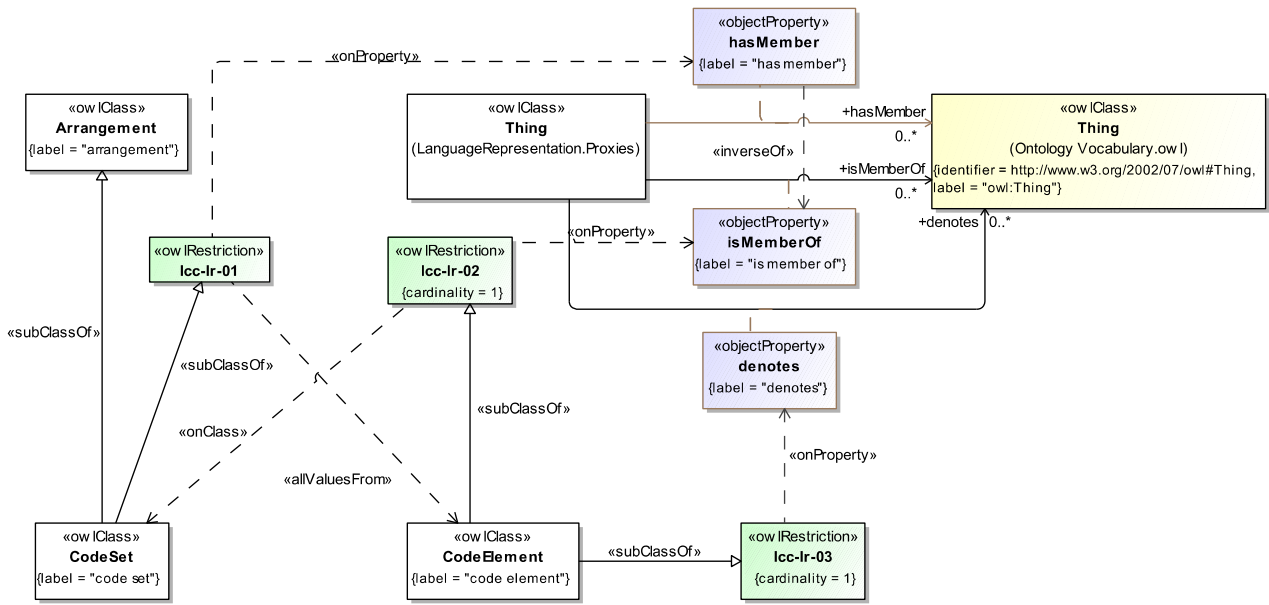 «objectProperty»
hasMember
{label = "has member"}
«onProperty»
«owlClass»
Arrangement
{label = "arrangement"}
«owlClass»
Thing
(LanguageRepresentation.Proxies)
+hasMember
0..*
«inverseOf»
+isMemberOf
0..*
«owlClass»
Thing
(Ontology Vocabulary.owl)
{identifier = http://www.w3.org/2002/07/owl#Thing,
label = "owl:Thing"}
+denotes
0..*
«owlRestriction»
lcc-lr-01
«owlRestriction»
lcc-lr-02
{cardinality = 1}
«onProperty»
«objectProperty»
isMemberOf
{label = "is member of"}
«subClassOf»
«subClassOf»
«objectProperty»
denotes
{label = "denotes"}
«onClass»
«subClassOf»
«allValuesFrom»
«onProperty»
«owlClass»
CodeSet
{label = "code set"}
«owlClass»
CodeElement
{label = "code element"}
«subClassOf»
«owlRestriction»
lcc-lr-03
{cardinality = 1}